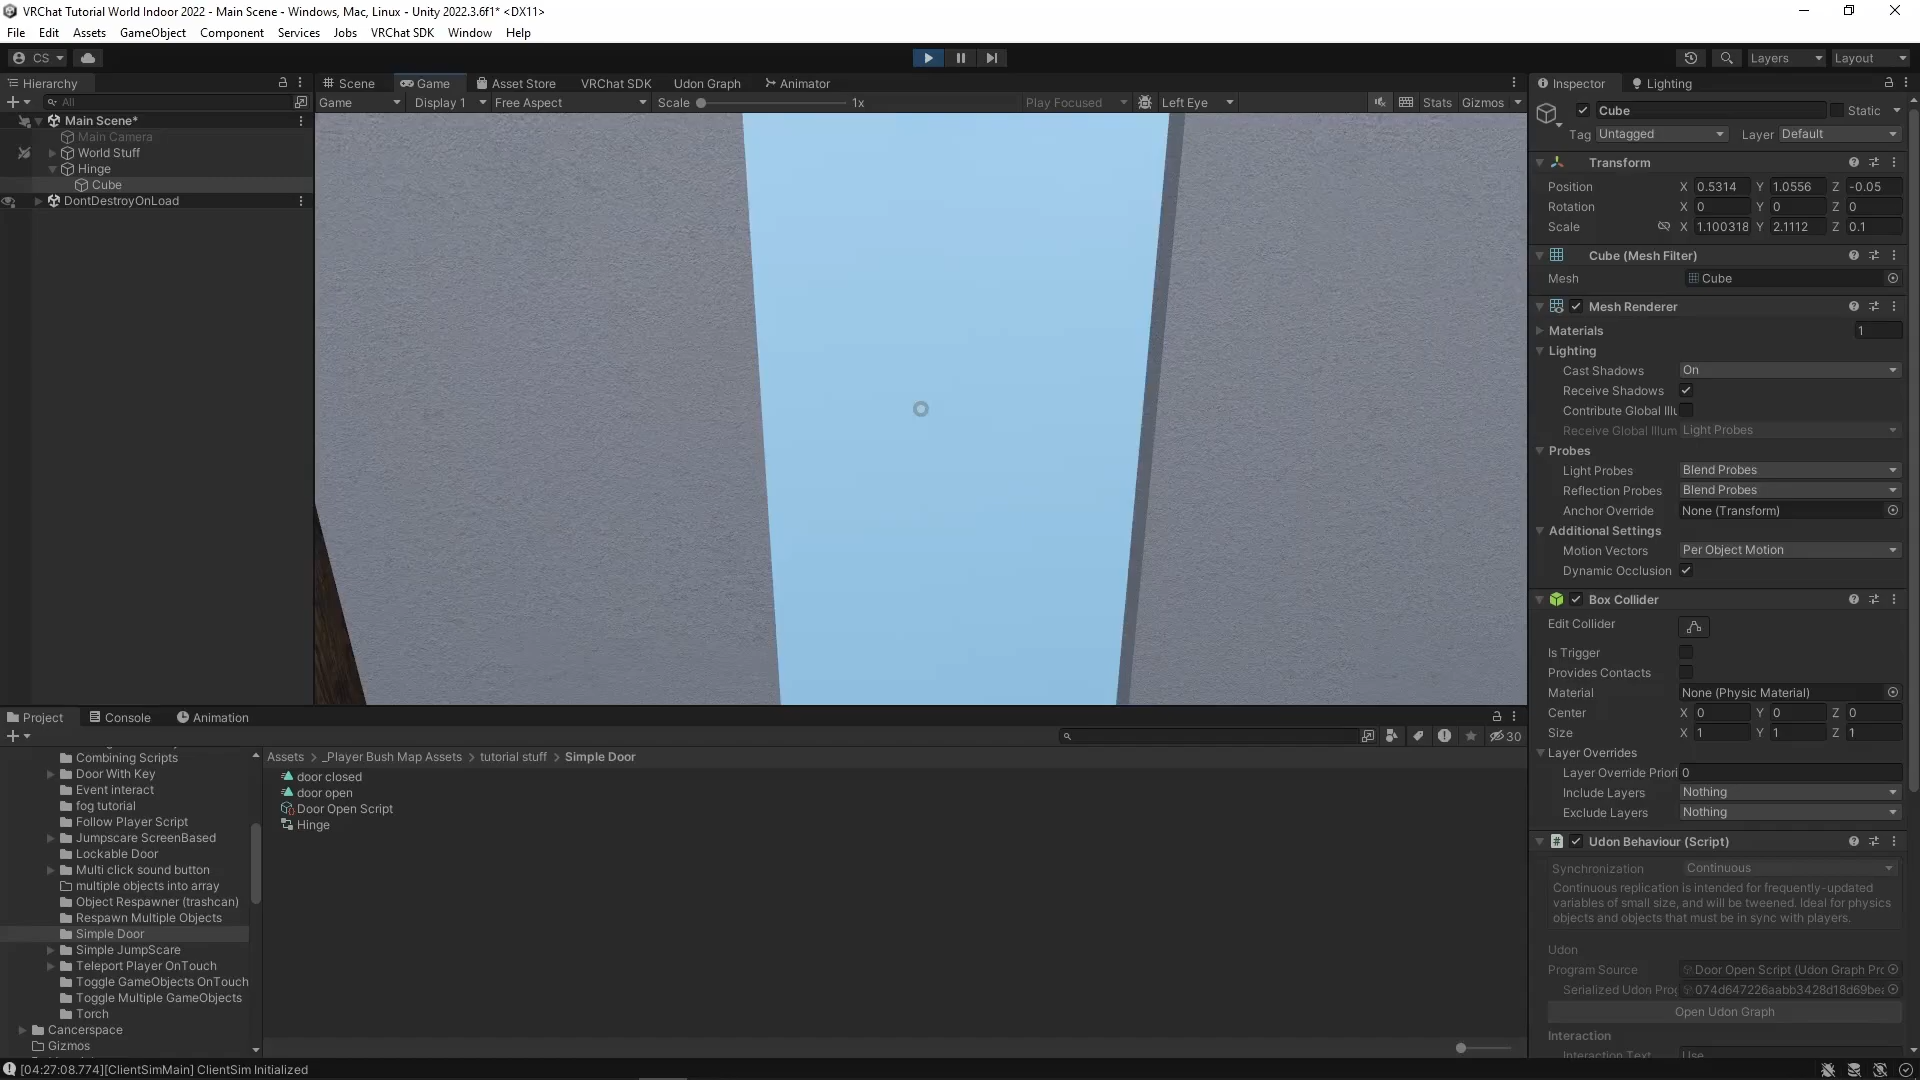 VRChat Tutorial World Indoor 2022 - Main Scene - Windows, Mac, Linux - Unity 2022.3.6f1* <DX11>
File Edit Assets GameObject Component Services Jobs VRChat SDK Window Help
CS Layers Layout
Hierarchy Scene Game Asset Store VRChat SDK Udon Graph Animator Inspector Lighting
All Game Display 1 Free Aspect Scale 1x Play Focused Left Eye Stats Gizmos
Cube Static
Tag Untagged Layer Default
Main Scene*
Main Camera
World Stuff
Hinge
Cube
DontDestroyOnLoad
Transform
Position X 0.5314 Y 1.0556 Z -0.05
Rotation X 0 Y 0 Z 0
Scale X 1.100318 Y 2.1112 Z 0.1
Cube (Mesh Filter)
Mesh Cube
Mesh Renderer
Materials 1
Lighting
Cast Shadows On
Receive Shadows
Contribute Global Illu
Receive Global Illum Light Probes
Probes
Light Probes Blend Probes
Reflection Probes Blend Probes
Anchor Override None (Transform)
Additional Settings
Motion Vectors Per Object Motion
Dynamic Occlusion
Box Collider
Edit Collider
Is Trigger
Provides Contacts
Material None (Physic Material)
Center X 0 Y 0 Z 0
Size X 1 Y 1 Z 1
Layer Overrides
Layer Override Priori 0
Include Layers Nothing
Exclude Layers Nothing
Udon Behaviour (Script)
Synchronization Continuous
Continuous replication is intended for frequently-updated
variables of small size, and will be tweened. Ideal for physics
objects and objects that must be in sync with players.
Udon
Program Source Door Open Script (Udon Graph Pro
Serialized Udon Prog 074d647226aabb3428d18d69bea
Open Udon Graph
Interaction
Interaction Text Use
Project Console Animation
30
Combining Scripts
Door With Key
Event interact
fog tutorial
Follow Player Script
Jumpscare ScreenBased
Lockable Door
Multi click sound button
multiple objects into array
Object Respawner (trashcan)
Respawn Multiple Objects
Simple Door
Simple JumpScare
Teleport Player OnTouch
Toggle GameObjects OnTouch
Toggle Multiple GameObjects
Torch
Cancerspace
Gizmos
Assets > _Player Bush Map Assets > tutorial stuff > Simple Door
door closed
door open
Door Open Script
Hinge
[04:27:08.774][ClientSimMain] ClientSim Initialized